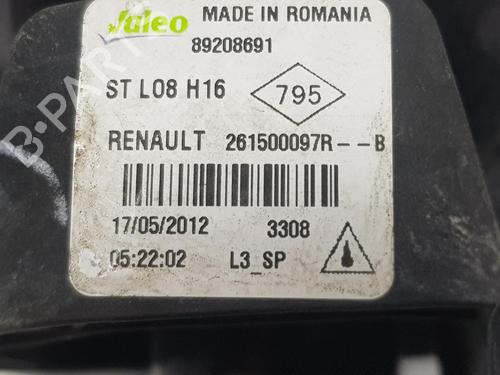 Valeo MADE IN ROMANIA
89208691
ST L08 H16 795
RENAULT 261500097R--B
17/05/2012 3308
05:22:02 L3_SP
B-PARTS